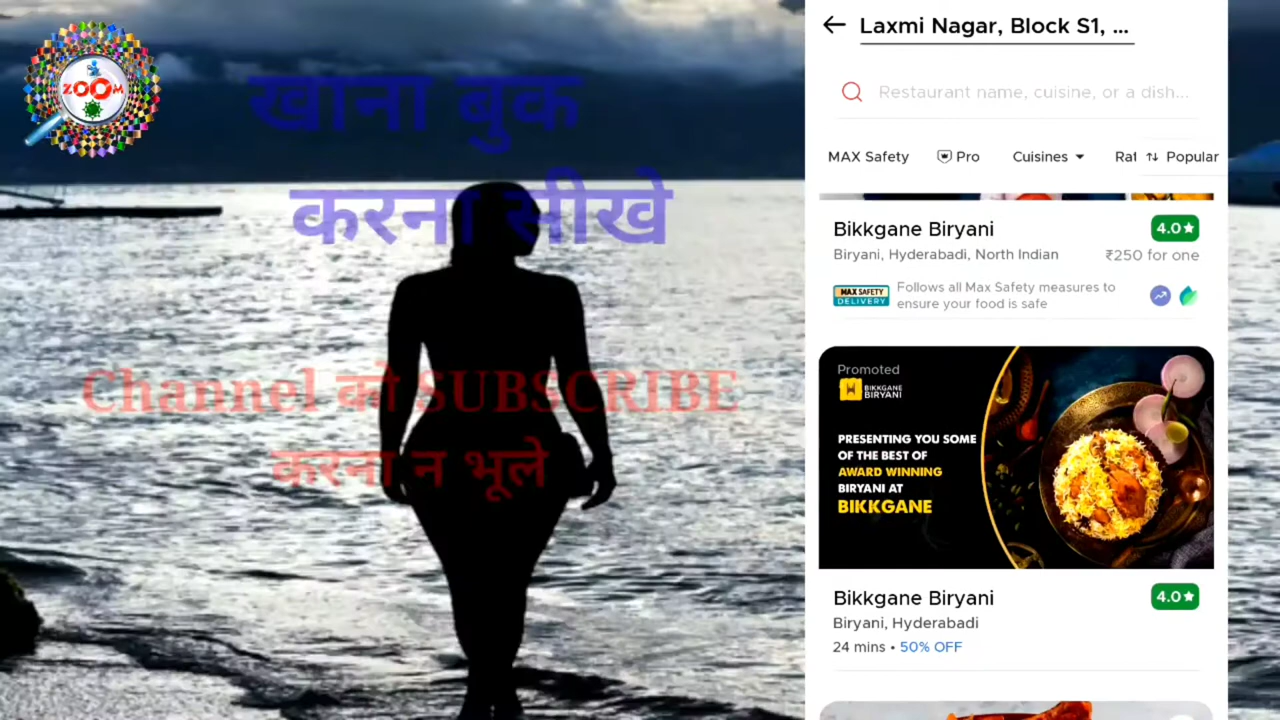 ZOOM
खाना बुक
करना सीखे
Channel को SUBSCRIBE
करना न भूले
Laxmi Nagar, Block S1, ...
Restaurant name, cuisine, or a dish...
MAX Safety
Pro
Cuisines
Rat
Popular
Bikkgane Biryani
4.0★
Biryani, Hyderabadi, North Indian
₹250 for one
MAX SAFETY
DELIVERY
Follows all Max Safety measures to
ensure your food is safe
Promoted
BIKKGANE
BIRYANI
PRESENTING YOU SOME
OF THE BEST OF
AWARD WINNING
BIRYANI AT
BIKKGANE
Bikkgane Biryani
4.0★
Biryani, Hyderabadi
24 mins • 50% OFF